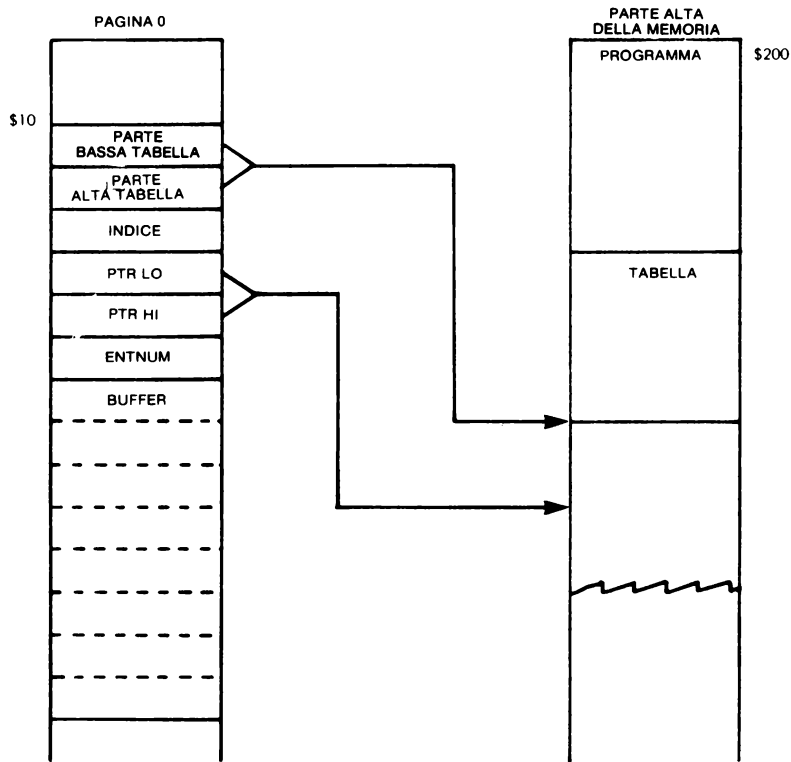 PAGINA 0
$10
PARTE
BASSA TABELLA
PARTE
ALTA TABELLA
INDICE
PTR LO
PTR HI
ENTNUM
BUFFER
PARTE ALTA
DELLA MEMORIA
PROGRAMMA
$200
TABELLA